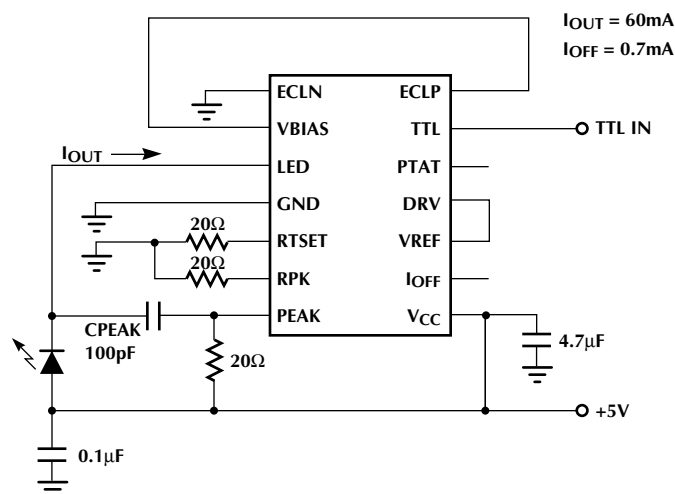 IOUT = 60mA
IOFF = 0.7mA
ECLN
ECLP
VBIAS
TTL
TTL IN
IOUT
LED
PTAT
GND
DRV
20Ω
RTSET
VREF
20Ω
RPK
IOFF
CPEAK
100pF
PEAK
VCC
4.7µF
20Ω
+5V
0.1µF